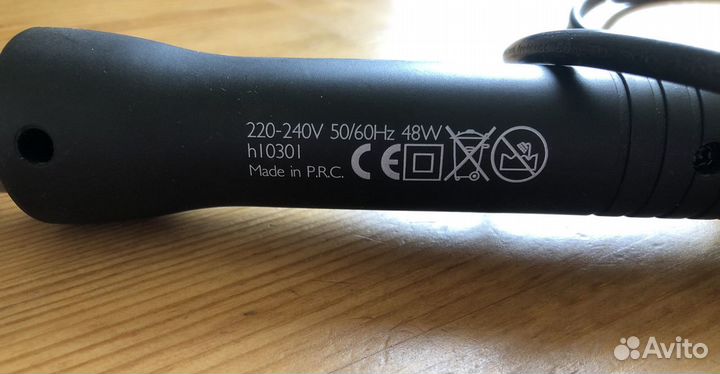 220-240V 50/60Hz 48W
h10301
Made in P.R.C.
CE
Avito